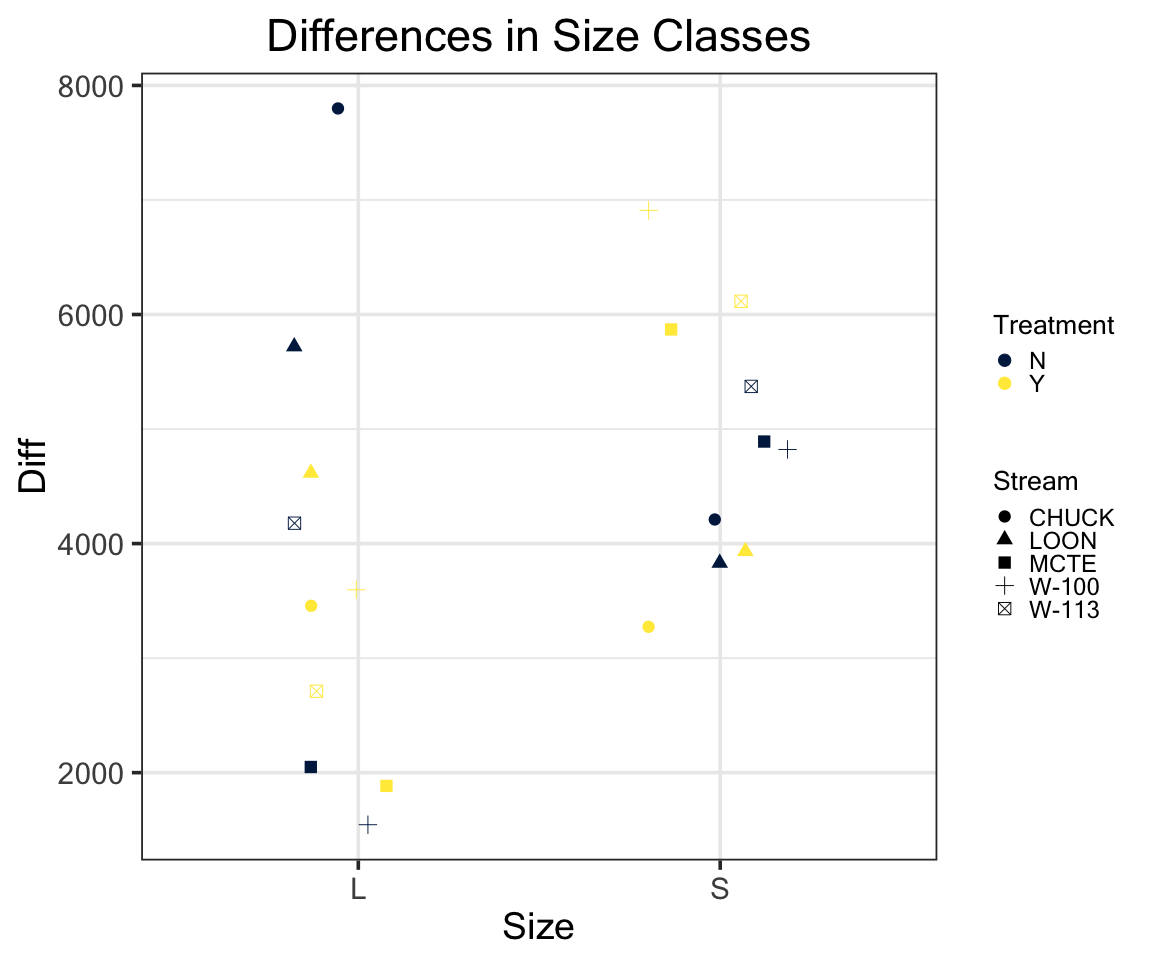 Differences in Size Classes
Diff
8000
6000
4000
2000
L
S
Size
Treatment
N
Y
Stream
CHUCK
LOON
MCTE
W-100
W-113